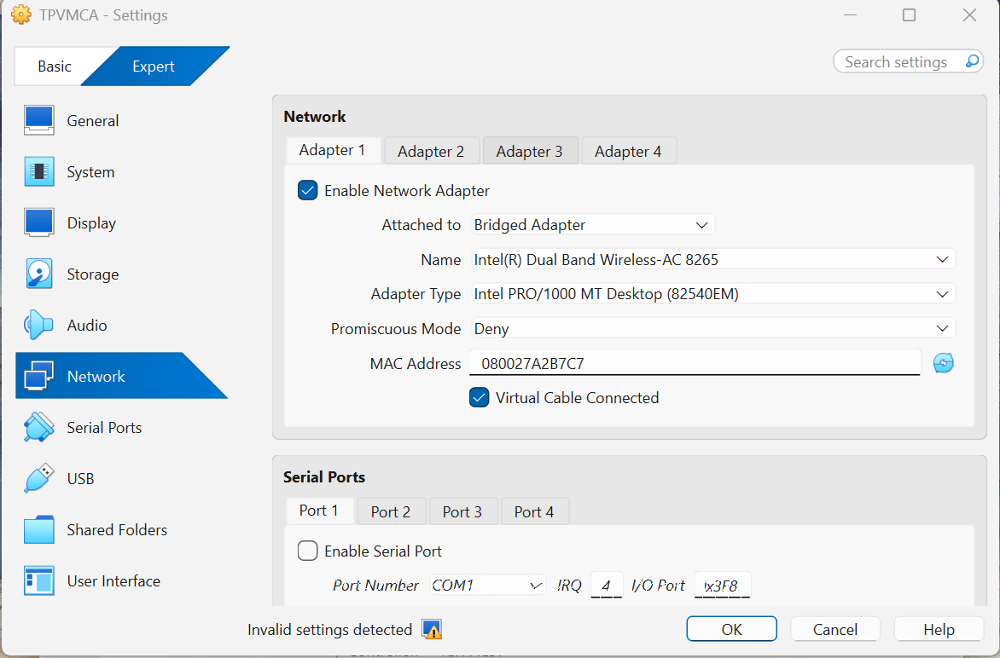 TPVMCA - Settings
Basic Expert Search settings
General
System
Display
Storage
Audio
Network
Serial Ports
USB
Shared Folders
User Interface
Network
Adapter 1 Adapter 2 Adapter 3 Adapter 4
Enable Network Adapter
Attached to Bridged Adapter
Name Intel(R) Dual Band Wireless-AC 8265
Adapter Type Intel PRO/1000 MT Desktop (82540EM)
Promiscuous Mode Deny
MAC Address 080027A2B7C7
Virtual Cable Connected
Serial Ports
Port 1 Port 2 Port 3 Port 4
Enable Serial Port
Port Number COM1 IRQ 4 I/O Port 0x3F8
Invalid settings detected OK Cancel Help